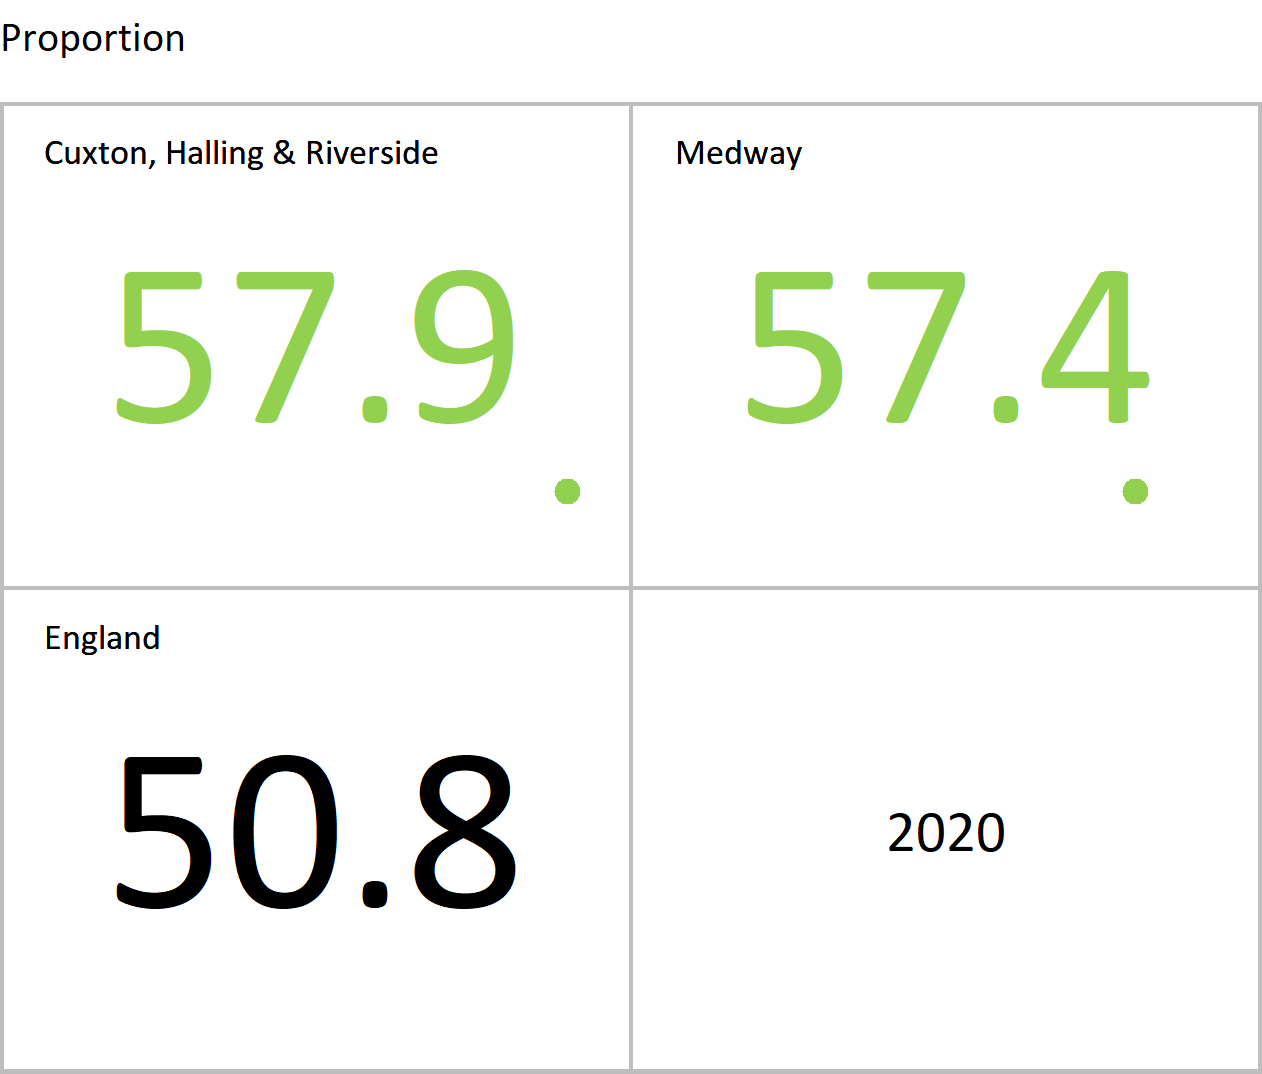 Proportion
Cuxton, Halling & Riverside
57.9
Medway
57.4
England
50.8
2020